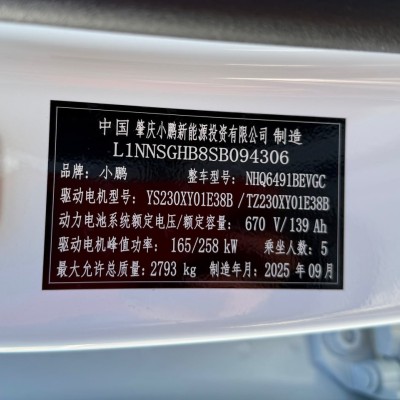 中国 肇庆小鹏新能源投资有限公司 制造
L1NNSGHB8SB094306
品牌: 小鹏 整车型号: NHQ6491BEVGC
驱动电机型号: YS230XY01E38B /TZ230XY01E38B
动力电池系统额定电压/额定容量: 670 V/139 Ah
驱动电机峰值功率: 165/258 kW 乘坐人数: 5
最大允许总质量: 2793 kg 制造年月: 2025 年 09 月